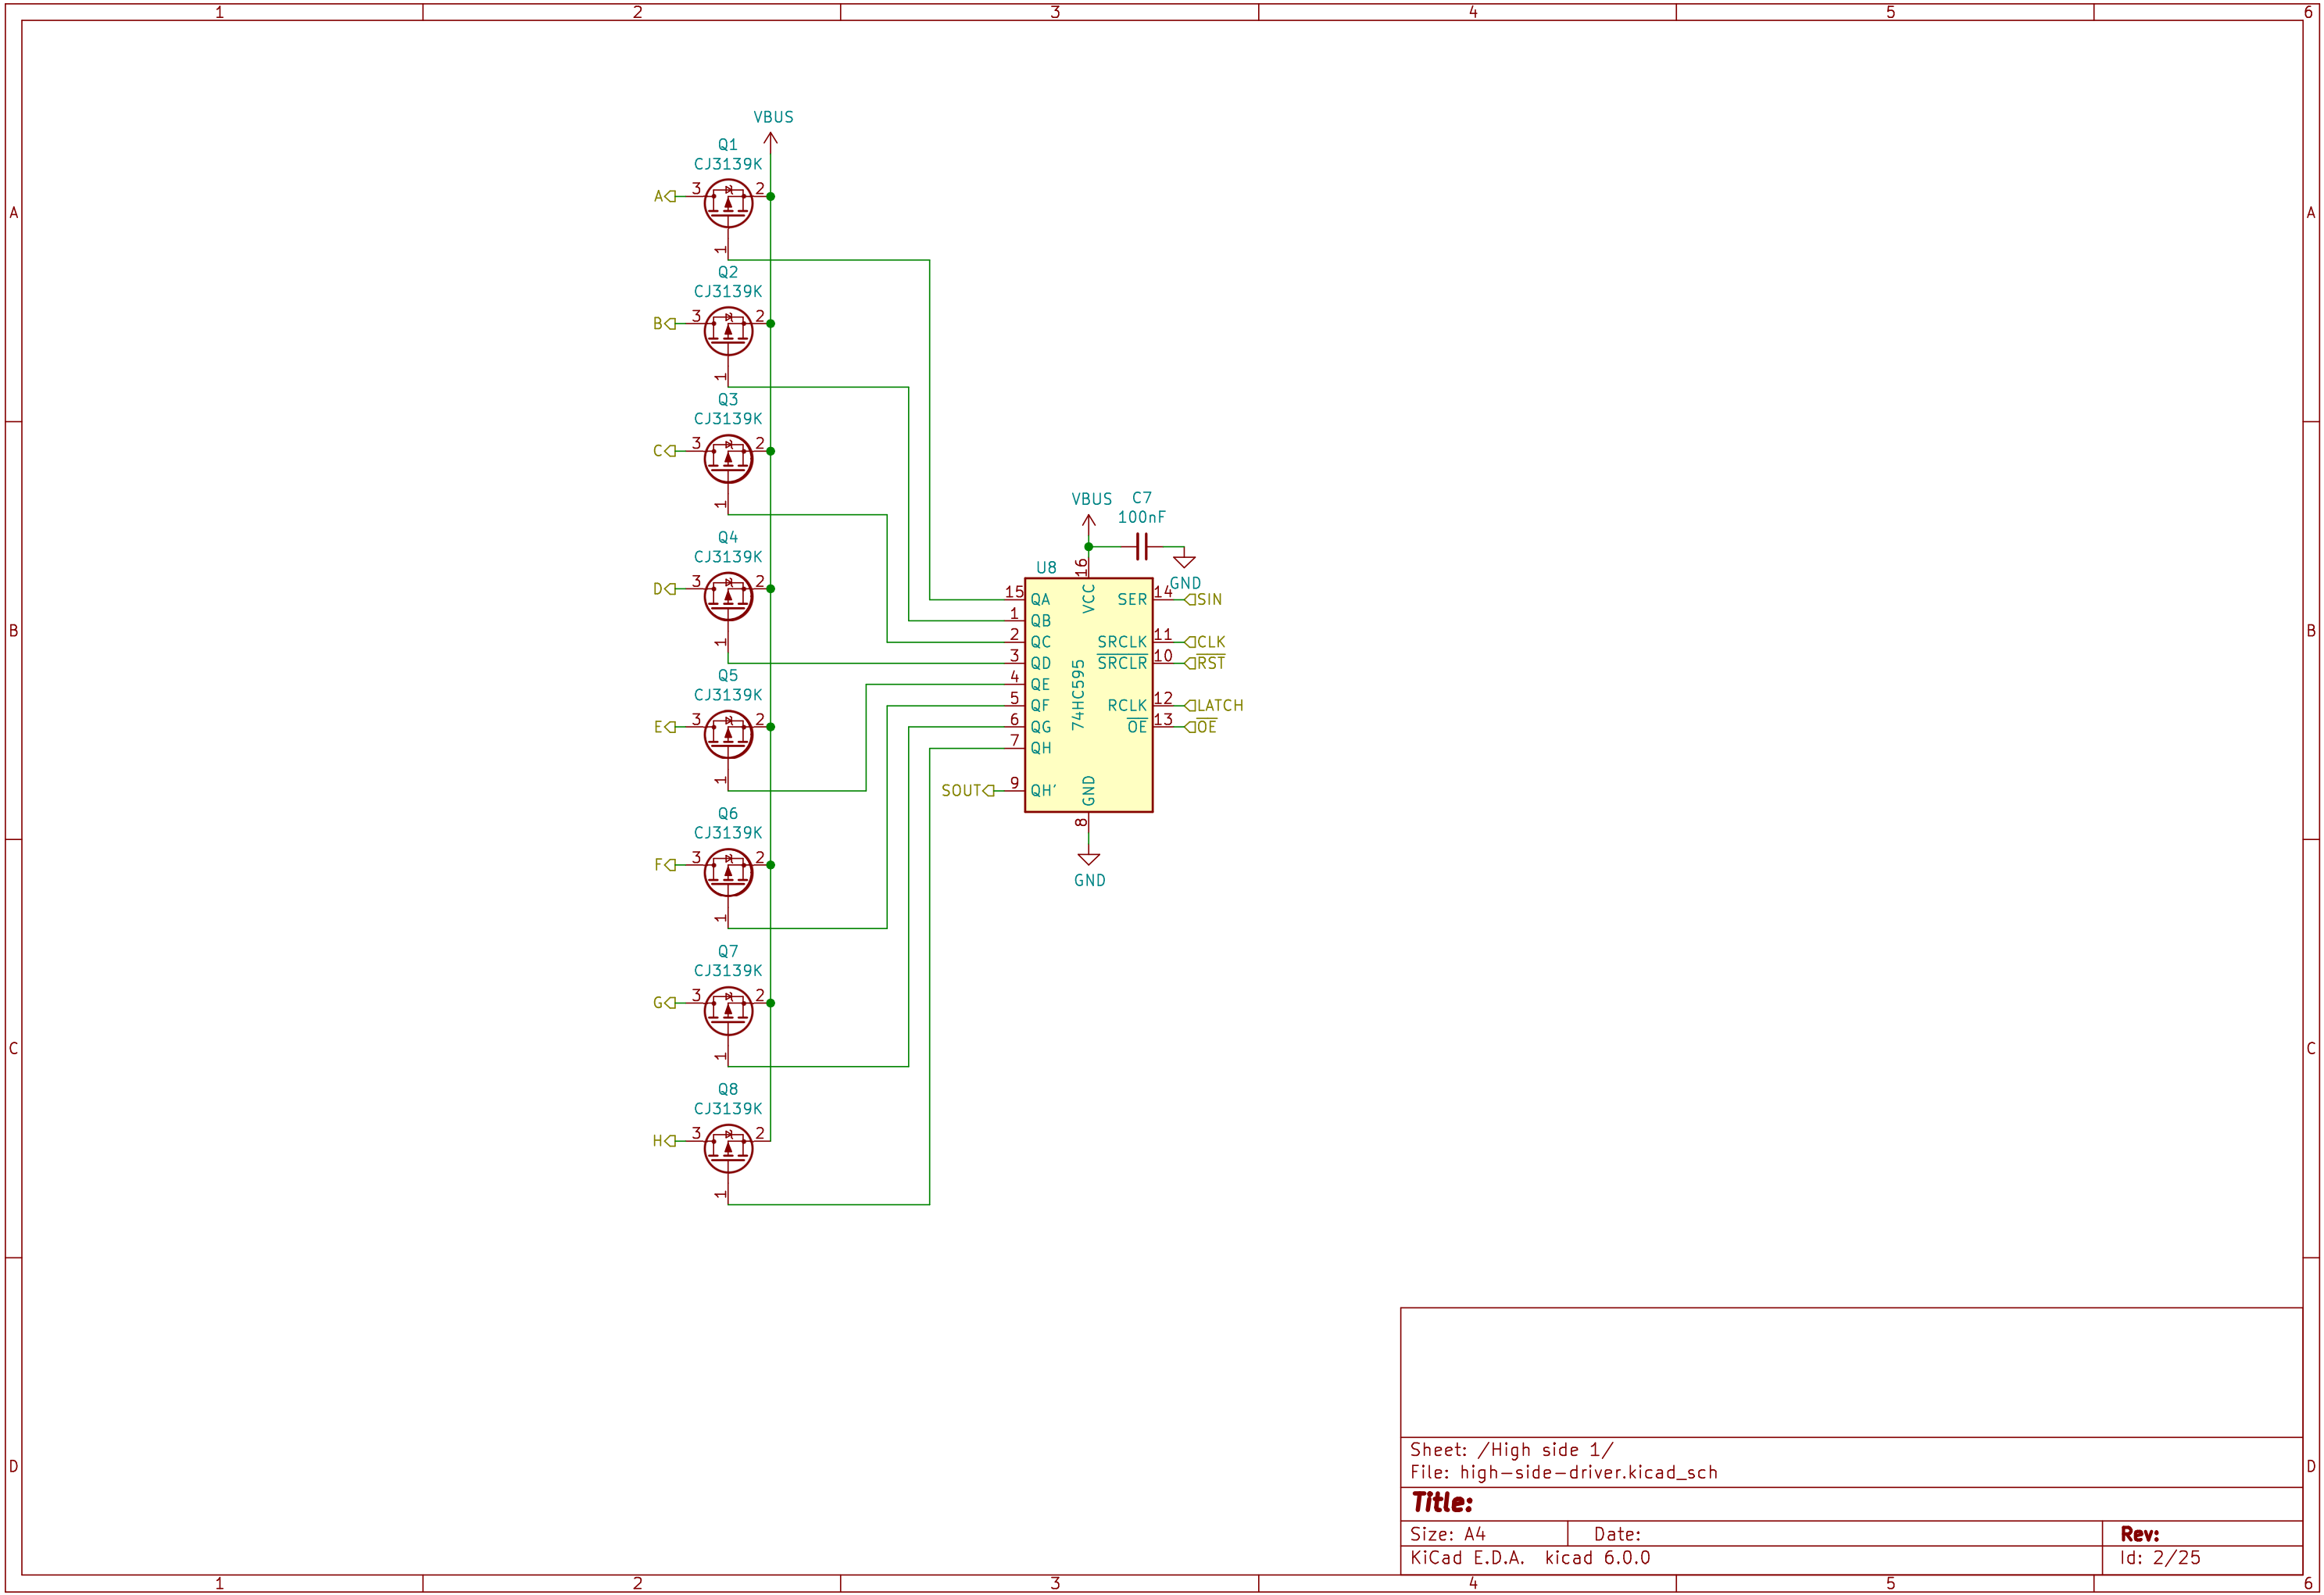 1 2 3 4 5 6
VBUS
Q1
CJ3139K
A 3 2
1
A A
Q2
CJ3139K
B 3 2
1
Q3
CJ3139K
C 3 2
1
VBUS C7
100nF
GND
Q4
CJ3139K
D 3 2
1
U8
16
VCC
74HC595
15 QA SER 14 SIN
1 QB
2 QC SRCLK 11 CLK
3 QD SRCLR 10 RST
4 QE
5 QF RCLK 12 LATCH
6 QG OE 13 OE
7 QH
SOUT 9 QH'
GND
8
GND
B B
Q5
CJ3139K
E 3 2
1
Q6
CJ3139K
F 3 2
1
Q7
CJ3139K
G 3 2
1
C C
Q8
CJ3139K
H 3 2
1
Sheet: /High side 1/
File: high-side-driver.kicad_sch
D D
Title:
Size: A4 Date: Rev:
KiCad E.D.A. kicad 6.0.0 Id: 2/25
1 2 3 4 5 6